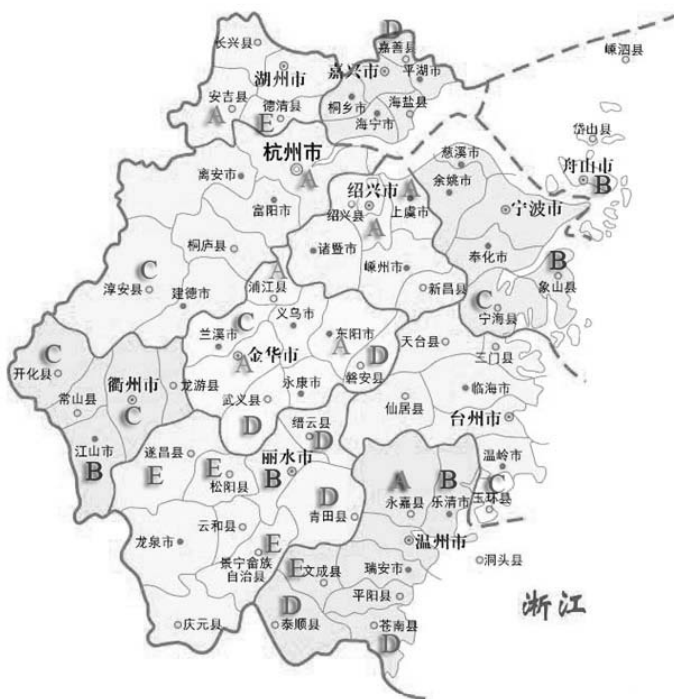 D
长兴县
嘉善县
嵊泗县
湖州市
嘉兴市
平湖市
安吉县
德清县
桐乡市
海盐县
A
E
海宁市
岱山县
杭州市
慈溪市
舟山市
离安市
A
绍兴市
A
余姚市
B
富阳市
绍兴县
上虞市
宁波市
A
桐庐县
诸暨市
奉化市
C
A
嵊州市
B
淳安县
浦江县
新昌县
象山县
建德市
C
宁海县
C
义乌市
兰溪市
东阳市
天台县
C
A
金华市
A
D
三门县
开化县
磐安县
衢州市
龙游县
临海市
常山县
武义县
永康市
仙居县
C
台州市
D
缙云县
江山市
遂昌县
D
温岭市
B
E
E
丽水市
A
B
C
松阳县
B
永嘉县
乐清市
玉环县
D
青田县
云和县
龙泉市
E
温州市
景宁畲族
自治县
E
文成县
瑞安市
洞头县
平阳县
D
浙江
庆元县
泰顺县
苍南县
D